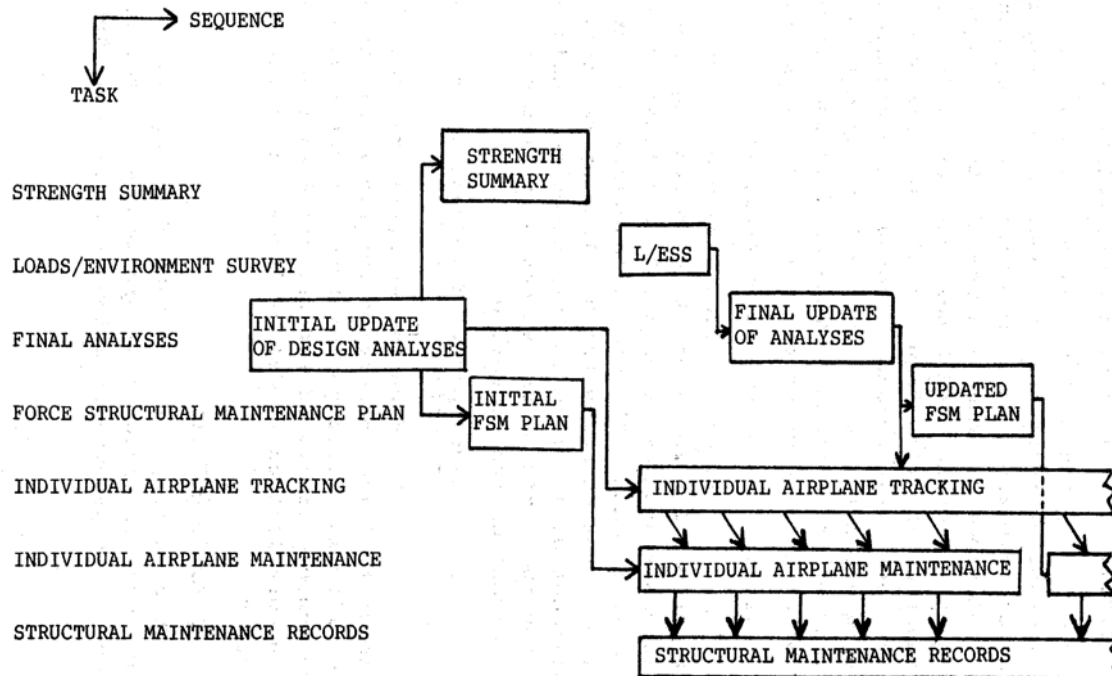 SEQUENCE
TASK
STRENGTH
SUMMARY
STRENGTH SUMMARY
L/ESS
LOADS/ENVIRONMENT SURVEY
INITIAL UPDATE
OF DESIGN ANALYSES
FINAL UPDATE
OF ANALYSES
FINAL ANALYSES
INITIAL
FSM PLAN
UPDATED
FSM PLAN
FORCE STRUCTURAL MAINTENANCE PLAN
INDIVIDUAL AIRPLANE TRACKING
INDIVIDUAL AIRPLANE TRACKING
INDIVIDUAL AIRPLANE MAINTENANCE
INDIVIDUAL AIRPLANE MAINTENANCE
STRUCTURAL MAINTENANCE RECORDS
STRUCTURAL MAINTENANCE RECORDS